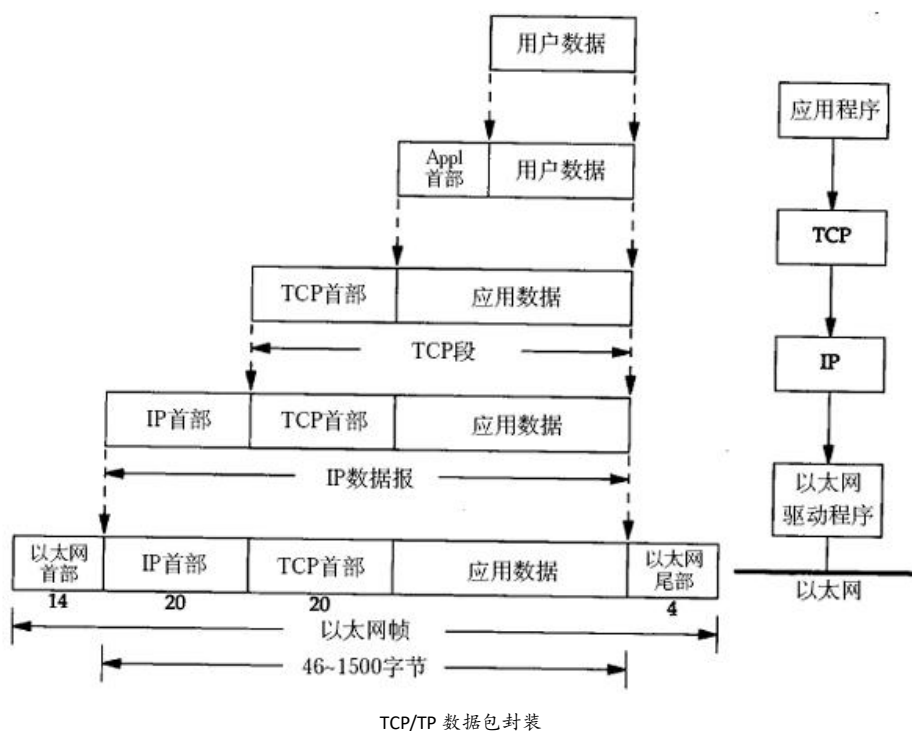 用户数据
Appl
首部
用户数据
TCP首部
应用数据
TCP段
IP首部
TCP首部
应用数据
IP数据报
以太网
首部
IP首部
TCP首部
应用数据
以太网
尾部
14
20
20
4
以太网帧
46~1500字节
应用程序
TCP
IP
以太网
驱动程序
以太网
TCP/TP 数据包封装